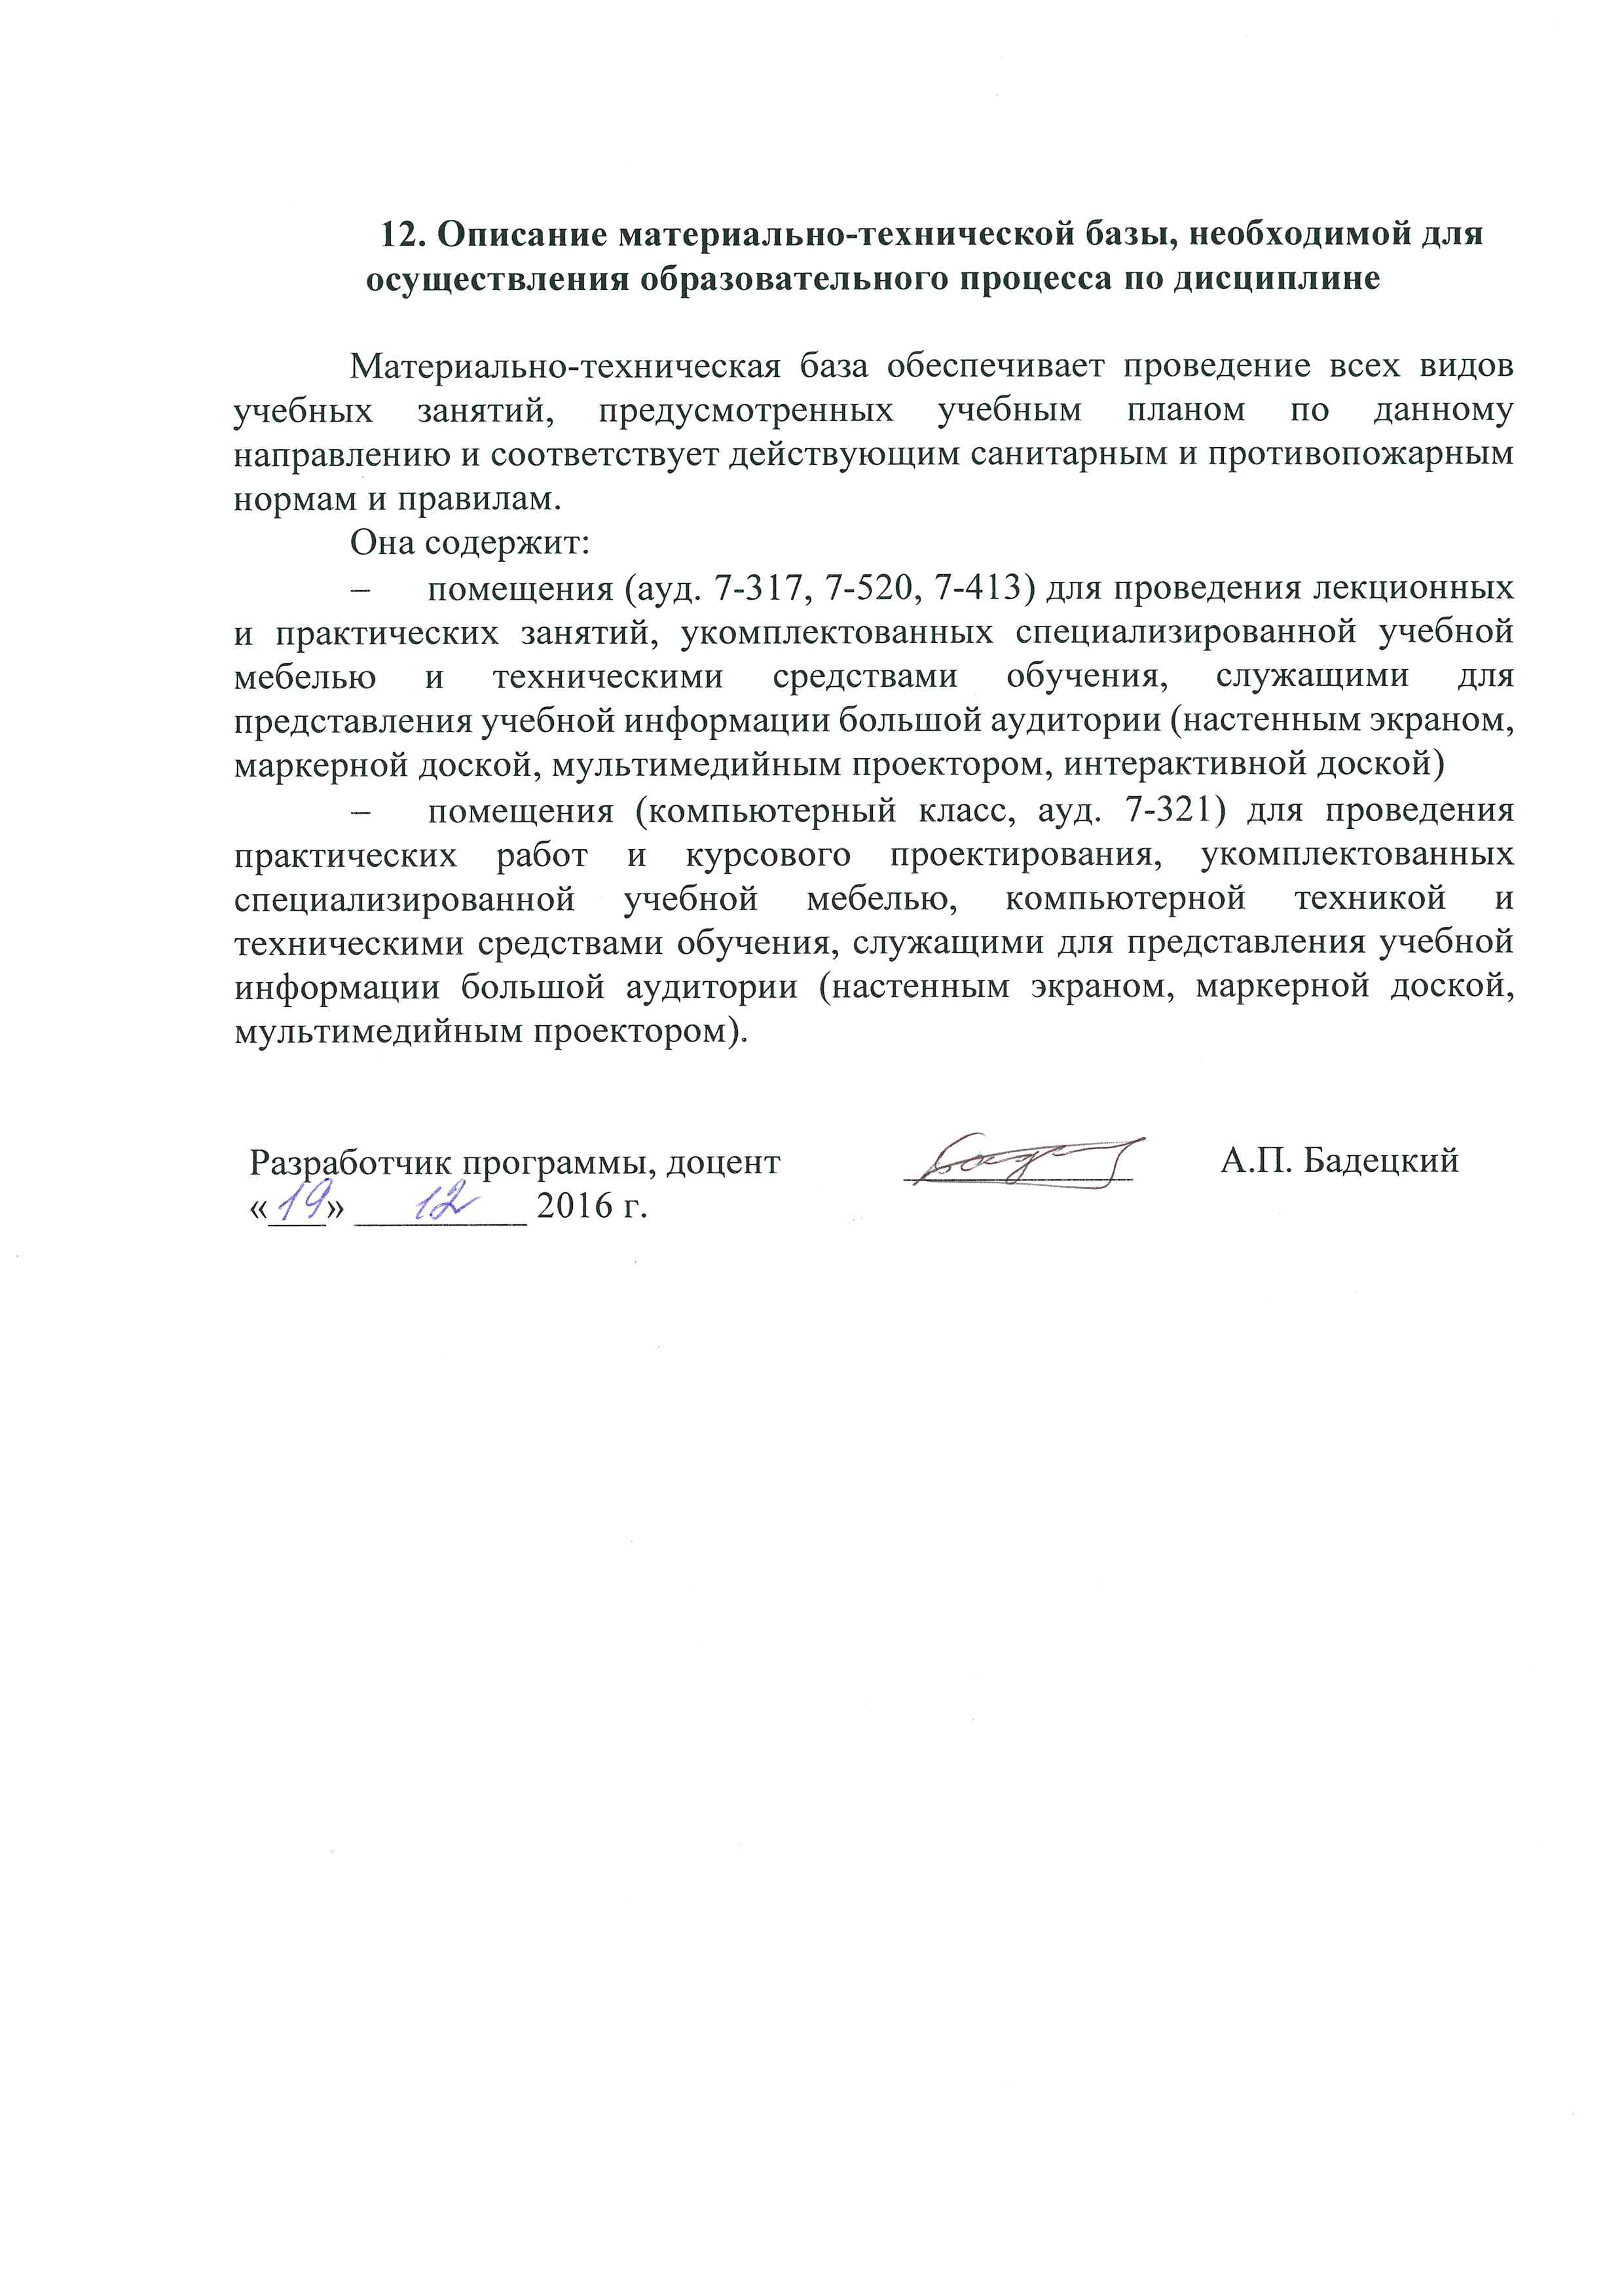 12. Описание материально-технической базы, необходимой для
осуществления образовательного процесса по дисциплине
Материально-техническая база обеспечивает проведение всех видов
учебных занятий, предусмотренных учебным планом по данному
направлению и соответствует действующим санитарным и противопожарным
нормам и правилам.
Она содержит:
– помещения (ауд. 7-317, 7-520, 7-413) для проведения лекционных
и практических занятий, укомплектованных специализированной учебной
мебелью и техническими средствами обучения, служащими для
представления учебной информации большой аудитории (настенным экраном,
маркерной доской, мультимедийным проектором, интерактивной доской)
– помещения (компьютерный класс, ауд. 7-321) для проведения
практических работ и курсового проектирования, укомплектованных
специализированной учебной мебелью, компьютерной техникой и
техническими средствами обучения, служащими для представления учебной
информации большой аудитории (настенным экраном, маркерной доской,
мультимедийным проектором).
Разработчик программы, доцент А.П. Бадецкий
«19» 12 2016 г.